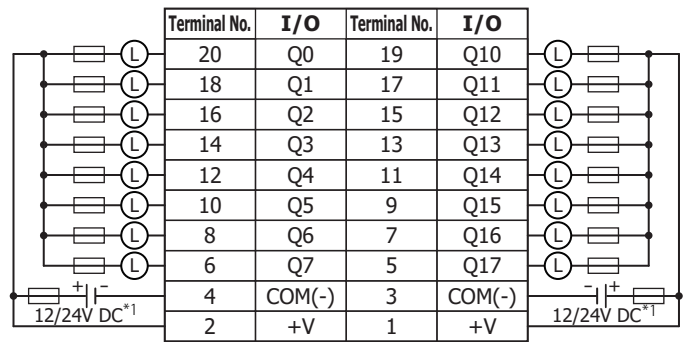 Terminal No. I/O Terminal No. I/O
L 20 Q0 19 Q10 L
L 18 Q1 17 Q11 L
L 16 Q2 15 Q12 L
L 14 Q3 13 Q13 L
L 12 Q4 11 Q14 L
L 10 Q5 9 Q15 L
L 8 Q6 7 Q16 L
L 6 Q7 5 Q17 L
+ - 4 COM(-) 3 COM(-) - +
12/24V DC*1 2 +V 1 +V 12/24V DC*1